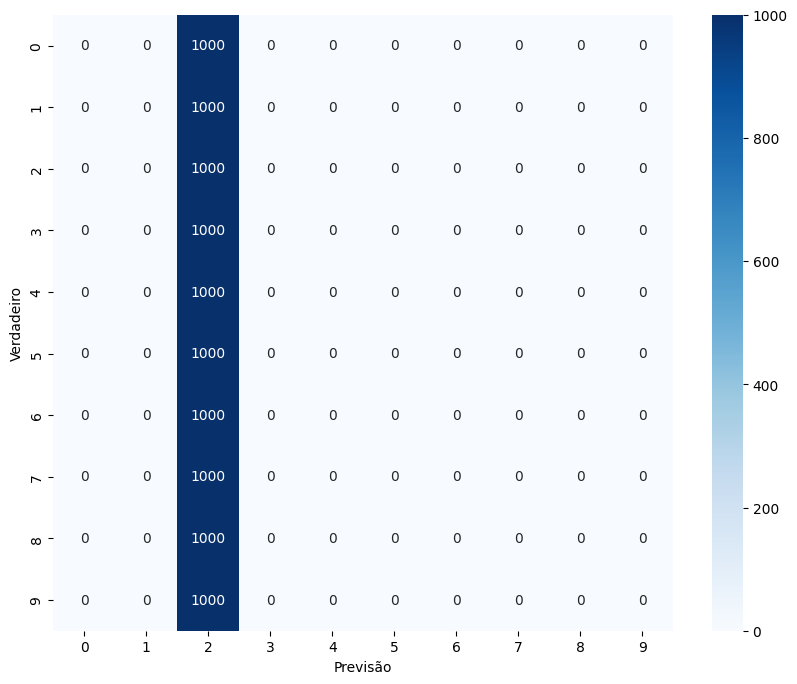 1000
0 0 0 1000 0 0 0 0 0 0 0
1 0 0 1000 0 0 0 0 0 0 0
800
2 0 0 1000 0 0 0 0 0 0 0
3 0 0 1000 0 0 0 0 0 0 0
600
4 0 0 1000 0 0 0 0 0 0 0
Verdadeiro
5 0 0 1000 0 0 0 0 0 0 0
400
6 0 0 1000 0 0 0 0 0 0 0
7 0 0 1000 0 0 0 0 0 0 0
200
8 0 0 1000 0 0 0 0 0 0 0
9 0 0 1000 0 0 0 0 0 0 0
0
0 1 2 3 4 5 6 7 8 9
Previsão